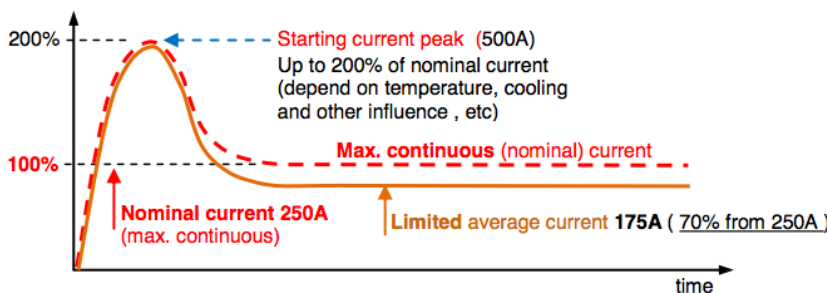 200%
Starting current peak (500A)
Up to 200% of nominal current
(depend on temperature, cooling
and other influence , etc)
Max. continuous (nominal) current
100%
Nominal current 250A
(max. continuous)
Limited average current 175A ( 70% from 250A )
time